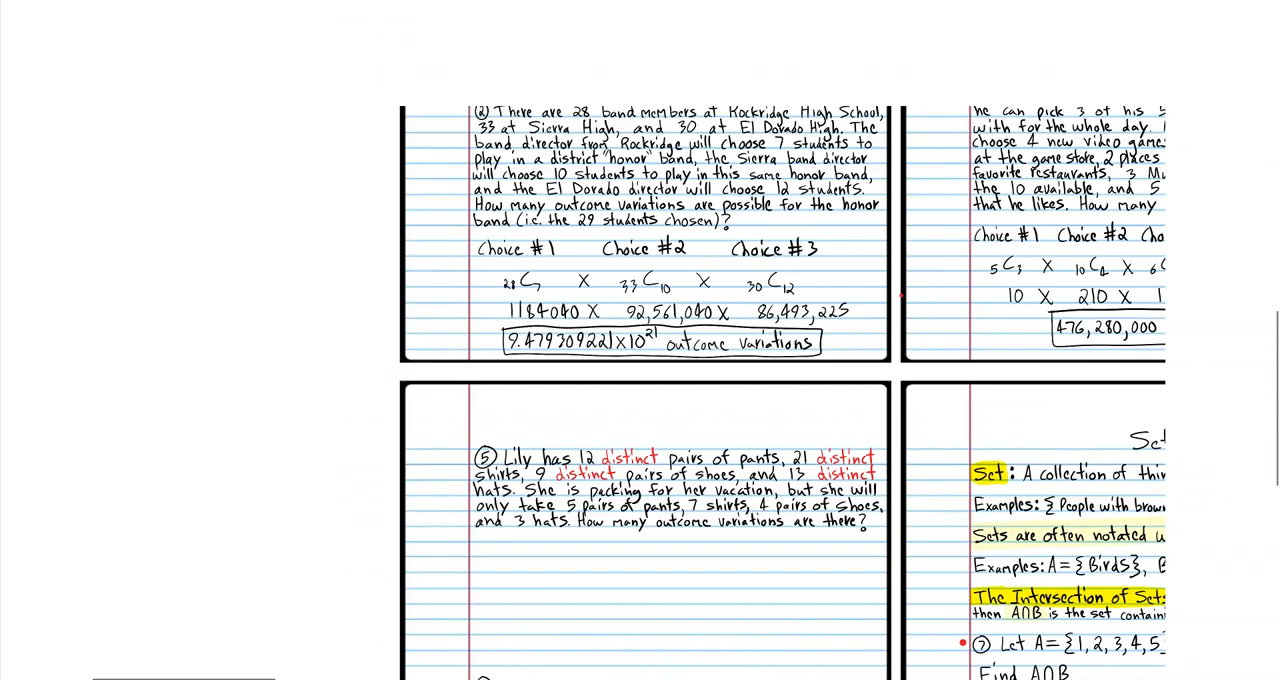 ② There are 28 band members at Rockridge High School,
33 at Sierra High, and 30 at El Dorado High. The
band director from Rockridge will choose 7 students to
play in a district "honor" band, the Sierra band director
will choose 10 students to play in this same honor band,
and the El Dorado director will choose 12 students.
How many outcome variations are possible for the honor
band (i.e. the 29 students chosen)?
Choice #1 Choice #2 Choice #3
28C7 X 33C10 X 30C12
1184040 X 92,561,040 X 86,493,225
9.479309221 X 10^21 outcome variations
he can pick 3 of his 5
with for the whole day.
choose 4 new video game
at the game store, 2 places
favorite restaurants, 3 Mu
the 10 available, and 5
that he likes. How many
Choice #1 Choice #2 Cho
5C3 X 10C4 X 6C
10 X 210 X 1
476,280,000
⑤ Lily has 12 distinct pairs of pants, 21 distinct
shirts, 9 distinct pairs of shoes, and 13 distinct
hats. She is packing for her vacation, but she will
only take 5 pairs of pants, 7 shirts, 4 pairs of shoes,
and 3 hats. How many outcome variations are there?
Set
Set: A collection of thin
Examples: {People with brown
Sets are often notated u
Examples: A = {Birds}, B
The Intersection of Sets
then A∩B is the set contain
⑦ Let A = {1, 2, 3, 4, 5
Find A∩B